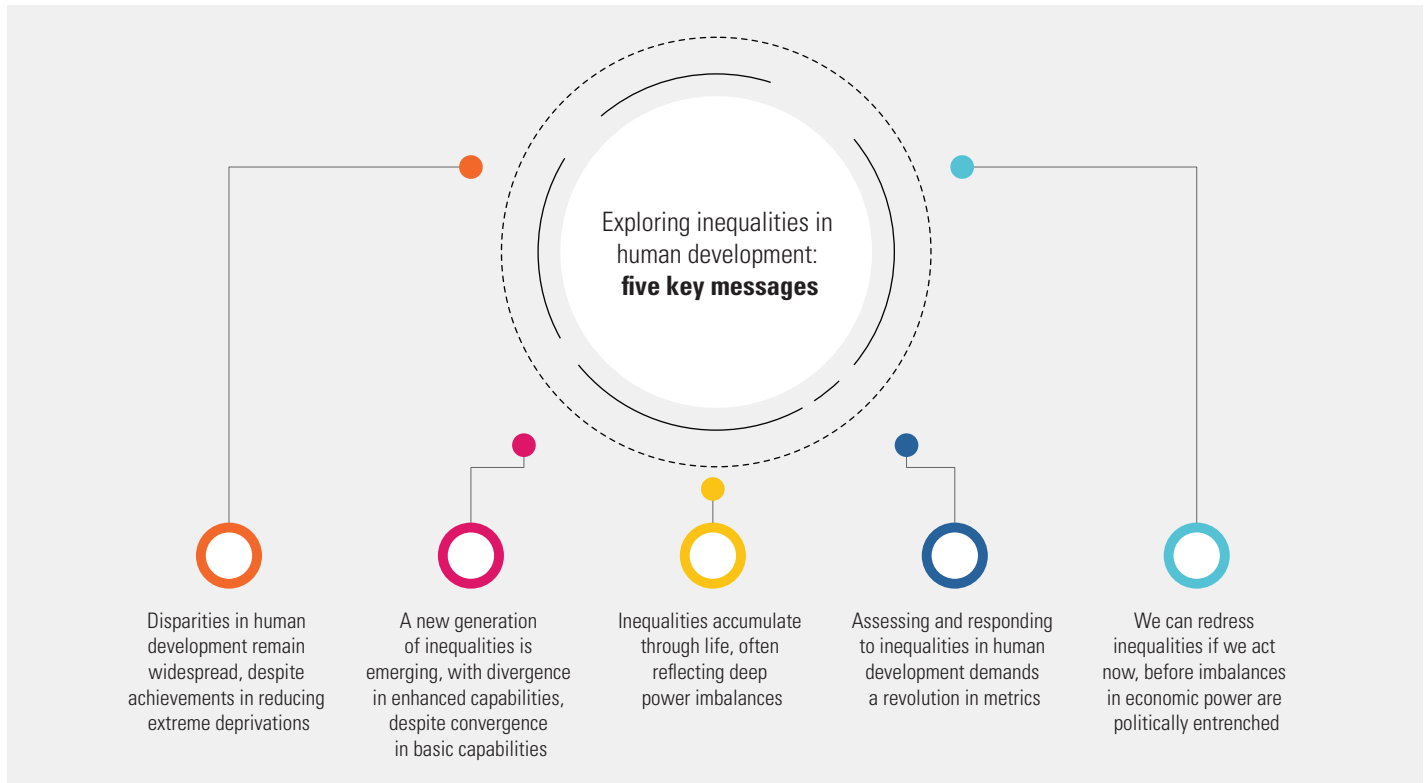 Exploring inequalities in
human development:
five key messages
Disparities in human
development remain
widespread, despite
achievements in reducing
extreme deprivations
A new generation
of inequalities is
emerging, with divergence
in enhanced capabilities,
despite convergence
in basic capabilities
Inequalities accumulate
through life, often
reflecting deep
power imbalances
Assessing and responding
to inequalities in human
development demands
a revolution in metrics
We can redress
inequalities if we act
now, before imbalances
in economic power are
politically entrenched